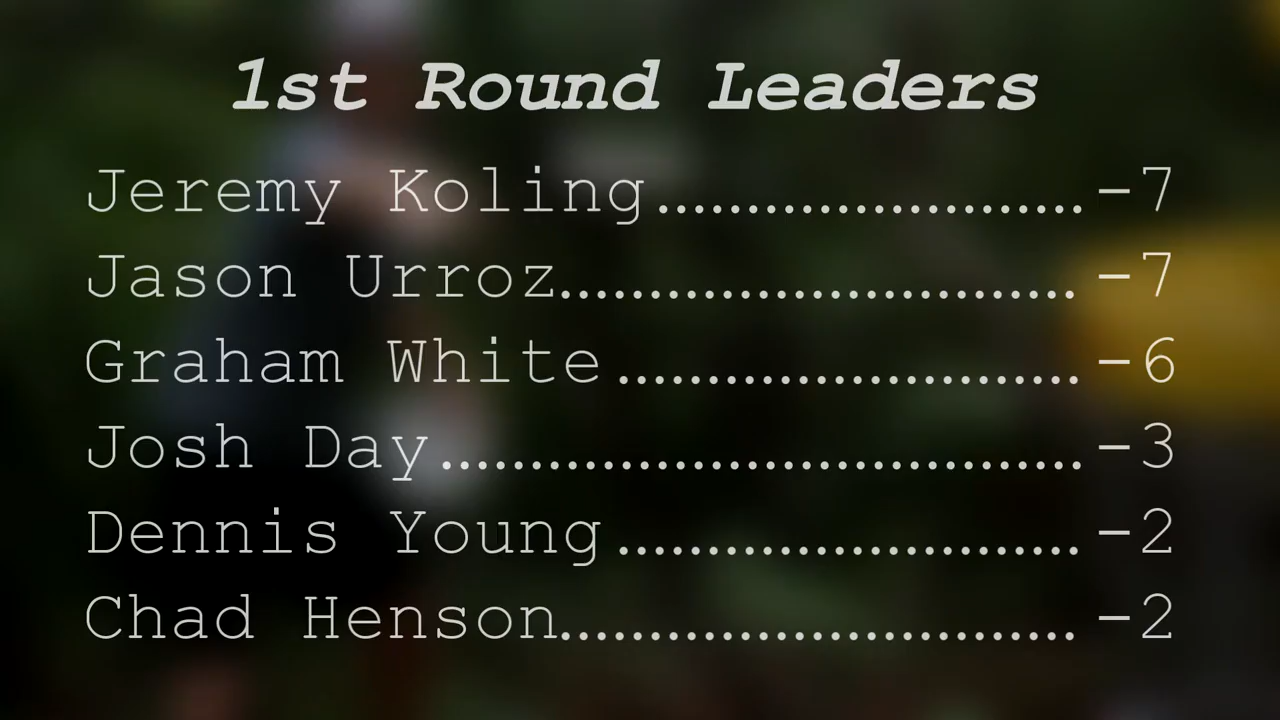 1st Round Leaders
Jeremy Koling........................ -7
Jason Urroz............................. -7
Graham White .......................... -6
Josh Day.................................... -3
Dennis Young .......................... -2
Chad Henson............................. -2